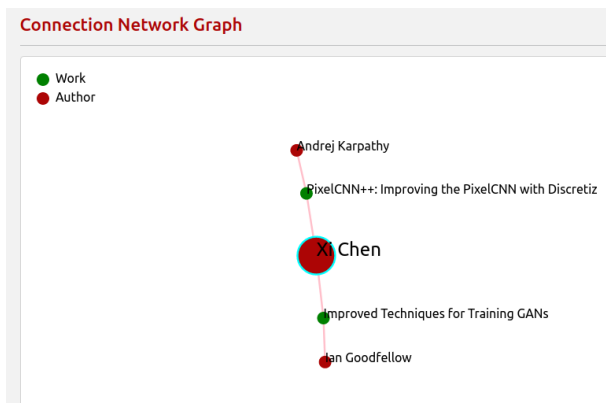 Connection Network Graph
Work
Author
Andrej Karpathy
PixelCNN++: Improving the PixelCNN with Discretiz
Xi Chen
Improved Techniques for Training GANs
Ian Goodfellow